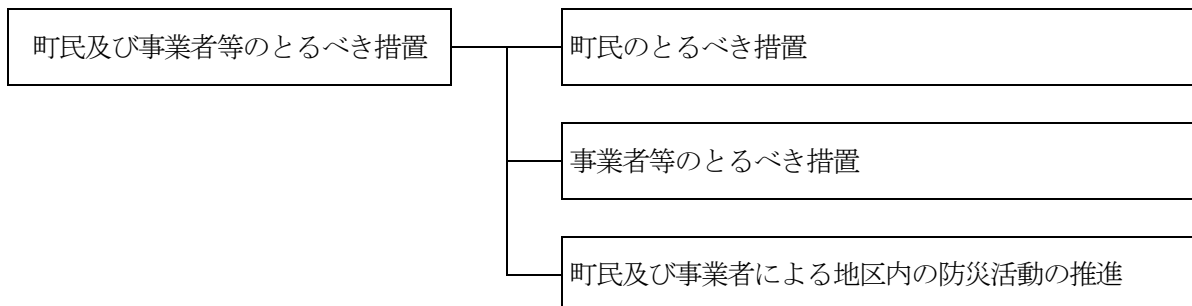 町民及び事業者等のとるべき措置
町民のとるべき措置
事業者等のとるべき措置
町民及び事業者による地区内の防災活動の推進